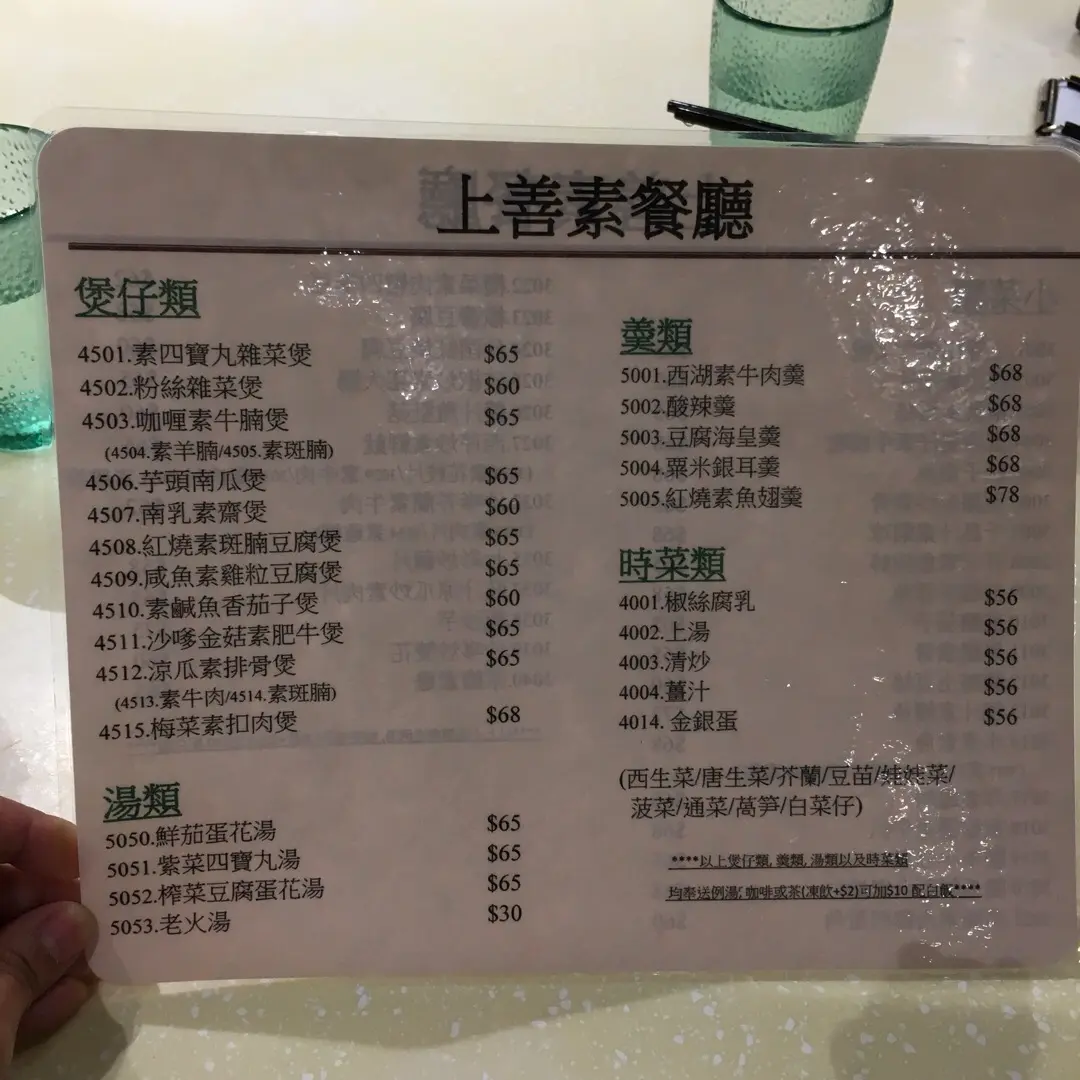 上善素餐廳
煲仔類
4501.素四寶丸雜菜煲 $65
4502.粉絲雜菜煲 $60
4503.咖喱素牛腩煲 $65
(4504.素羊腩/4505.素斑腩)
4506.芋頭南瓜煲 $65
4507.南乳素齋煲 $60
4508.紅燒素斑腩豆腐煲 $65
4509.咸魚素雞粒豆腐煲 $65
4510.素鹹魚香茄子煲 $60
4511.沙嗲金菇素肥牛煲 $65
4512.涼瓜素排骨煲 $65
(4513.素牛肉/4514.素斑腩)
4515.梅菜素扣肉煲 $68
湯類
5050.鮮茄蛋花湯 $65
5051.紫菜四寶丸湯 $65
5052.榨菜豆腐蛋花湯 $65
5053.老火湯 $30
羹類
5001.西湖素牛肉羹 $68
5002.酸辣羹 $68
5003.豆腐海皇羹 $68
5004.粟米銀耳羹 $68
5005.紅燒素魚翅羹 $78
時菜類
4001.椒絲腐乳 $56
4002.上湯 $56
4003.清炒 $56
4004.薑汁 $56
4014. 金銀蛋 $56
(西生菜/唐生菜/芥蘭/豆苗/娃娃菜/
菠菜/通菜/萵笋/白菜仔)
****以上煲仔類, 羹類, 湯類以及時菜類
均奉送例湯, 咖啡或茶(凍飲+$2)可加$10 配白飯****